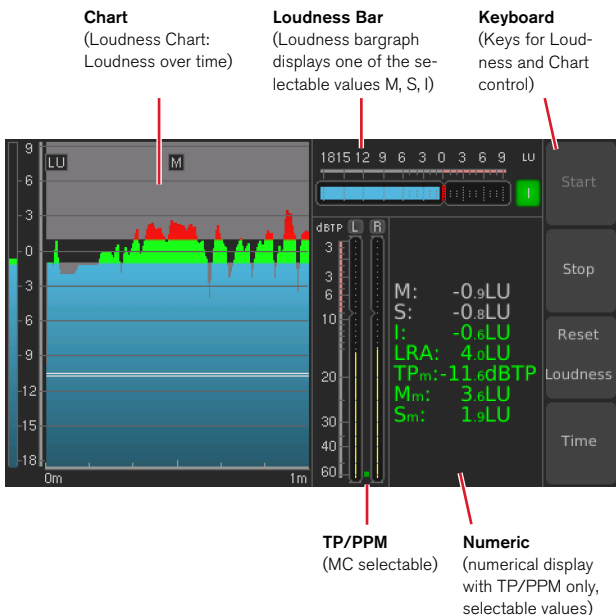 Chart
(Loudness Chart:
Loudness over time)
Loudness Bar
(Loudness bargraph
displays one of the se-
lectable values M, S, I)
Keyboard
(Keys for Loud-
ness and Chart
control)
9
6
3
0
-3
-6
-9
-12
-15
-18
LU
M
0m
1m
1815 12 9 6 3 0 3 6 9 LU
I
dBTP L R
3
3
6
10
20
30
40
60
M: -0.9LU
S: -0.8LU
I: -0.6LU
LRA: 4.0LU
TPm:-11.6dBTP
Mm: 3.6LU
Sm: 1.9LU
Start
Stop
Reset
Loudness
Time
TP/PPM
(MC selectable)
Numeric
(numerical display
with TP/PPM only,
selectable values)